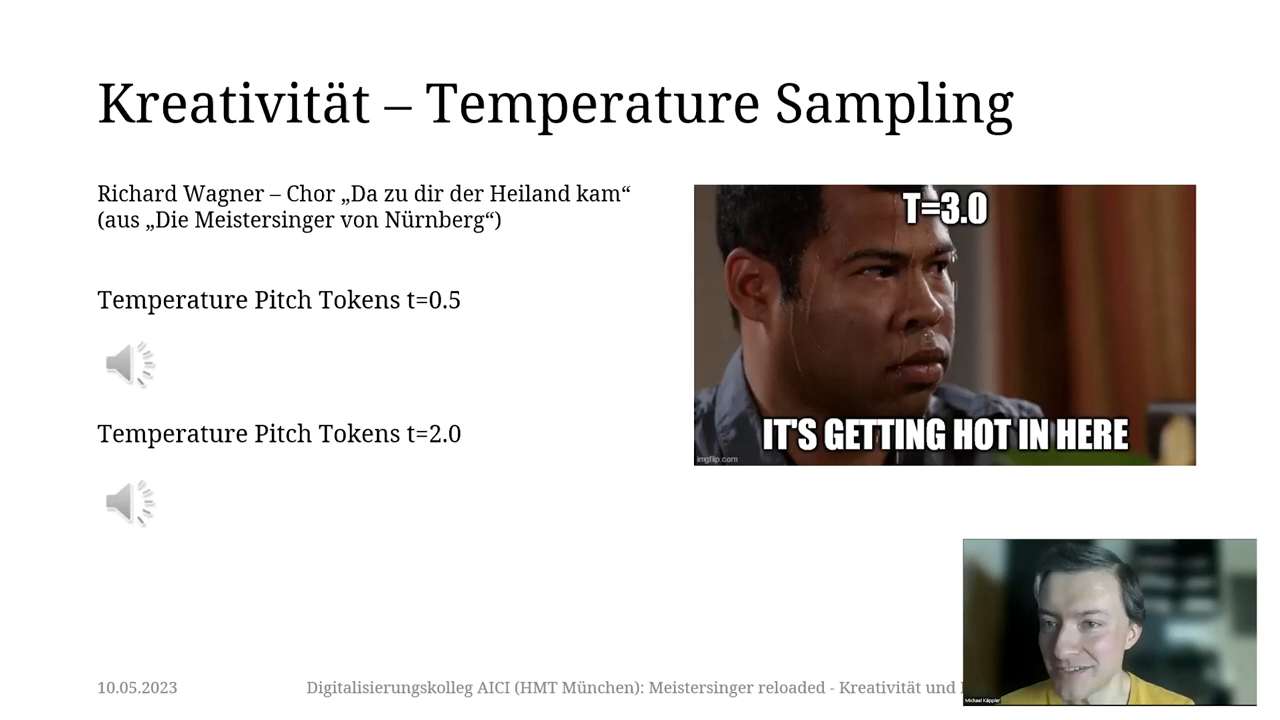 Kreativität – Temperature Sampling
Richard Wagner – Chor „Da zu dir der Heiland kam“
(aus „Die Meistersinger von Nürnberg“)
Temperature Pitch Tokens t=0.5
Temperature Pitch Tokens t=2.0
T=3.0
IT'S GETTING HOT IN HERE
imgflip.com
10.05.2023
Digitalisierungskolleg AICI (HMT München): Meistersinger reloaded - Kreativität und
Michael Käppler